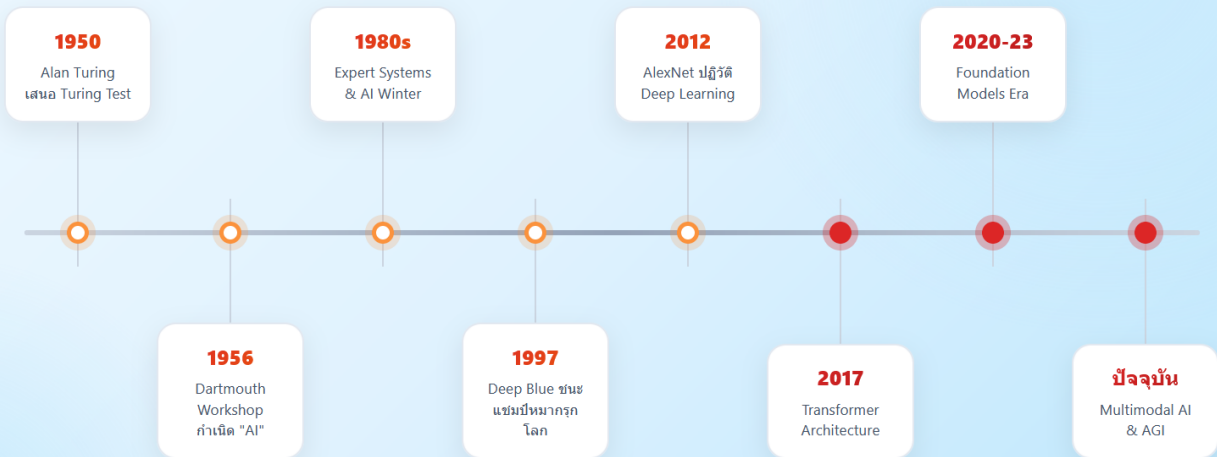 1950
Alan Turing
เสนอ Turing Test
1980s
Expert Systems
& AI Winter
2012
AlexNet ปฏิวัติ
Deep Learning
2020-23
Foundation
Models Era
1956
Dartmouth
Workshop
กำเนิด "AI"
1997
Deep Blue ชนะ
แชมป์หมากรุก
โลก
2017
Transformer
Architecture
ปัจจุบัน
Multimodal AI
& AGI